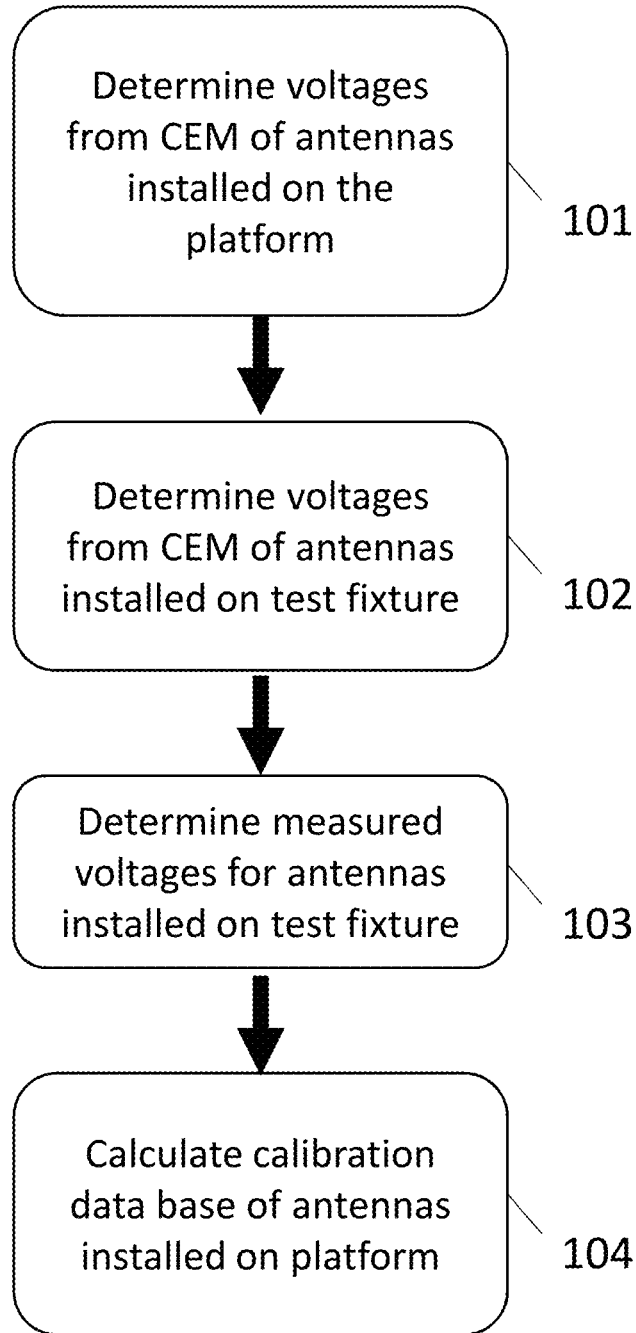 Determine voltages
from CEM of antennas
installed on the
platform
101
Determine voltages
from CEM of antennas
installed on test fixture
102
Determine measured
voltages for antennas
installed on test fixture
103
Calculate calibration
data base of antennas
installed on platform
104